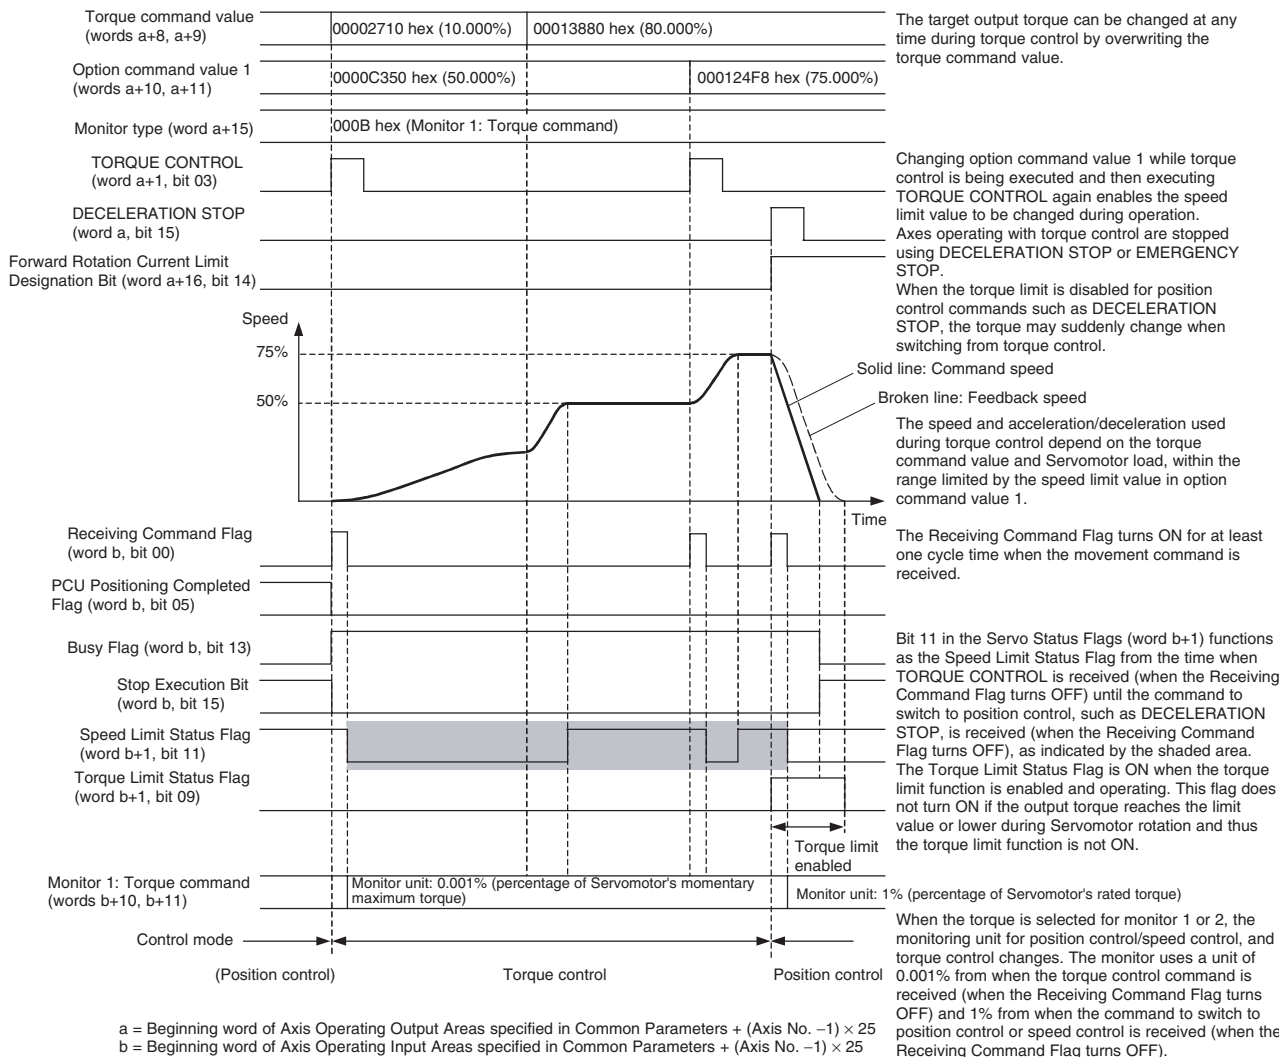 Torque command value
(words a+8, a+9)
00002710 hex (10.000%)
00013880 hex (80.000%)
The target output torque can be changed at any
time during torque control by overwriting the
torque command value.
Option command value 1
(words a+10, a+11)
0000C350 hex (50.000%)
000124F8 hex (75.000%)
Monitor type (word a+15)
000B hex (Monitor 1: Torque command)
TORQUE CONTROL
(word a+1, bit 03)
DECELERATION STOP
(word a, bit 15)
Forward Rotation Current Limit
Designation Bit (word a+16, bit 14)
Changing option command value 1 while torque
control is being executed and then executing
TORQUE CONTROL again enables the speed
limit value to be changed during operation.
Axes operating with torque control are stopped
using DECELERATION STOP or EMERGENCY
STOP.
When the torque limit is disabled for position
control commands such as DECELERATION
STOP, the torque may suddenly change when
switching from torque control.
Speed
75%
50%
Solid line: Command speed
Broken line: Feedback speed
The speed and acceleration/deceleration used
during torque control depend on the torque
command value and Servomotor load, within the
range limited by the speed limit value in option
command value 1.
Time
Receiving Command Flag
(word b, bit 00)
The Receiving Command Flag turns ON for at least
one cycle time when the movement command is
received.
PCU Positioning Completed
Flag (word b, bit 05)
Busy Flag (word b, bit 13)
Stop Execution Bit
(word b, bit 15)
Speed Limit Status Flag
(word b+1, bit 11)
Torque Limit Status Flag
(word b+1, bit 09)
Bit 11 in the Servo Status Flags (word b+1) functions
as the Speed Limit Status Flag from the time when
TORQUE CONTROL is received (when the Receiving
Command Flag turns OFF) until the command to
switch to position control, such as DECELERATION
STOP, is received (when the Receiving Command
Flag turns OFF), as indicated by the shaded area.
The Torque Limit Status Flag is ON when the torque
limit function is enabled and operating. This flag does
not turn ON if the output torque reaches the limit
value or lower during Servomotor rotation and thus
the torque limit function is not ON.
Torque limit
enabled
Monitor 1: Torque command
(words b+10, b+11)
Monitor unit: 0.001% (percentage of Servomotor's momentary
maximum torque)
Monitor unit: 1% (percentage of Servomotor's rated torque)
Control mode
(Position control)
Torque control
Position control
When the torque is selected for monitor 1 or 2, the
monitoring unit for position control/speed control, and
torque control changes. The monitor uses a unit of
0.001% from when the torque control command is
received (when the Receiving Command Flag turns
OFF) and 1% from when the command to switch to
position control or speed control is received (when the
Receiving Command Flag turns OFF).
a = Beginning word of Axis Operating Output Areas specified in Common Parameters + (Axis No. −1) × 25
b = Beginning word of Axis Operating Input Areas specified in Common Parameters + (Axis No. −1) × 25